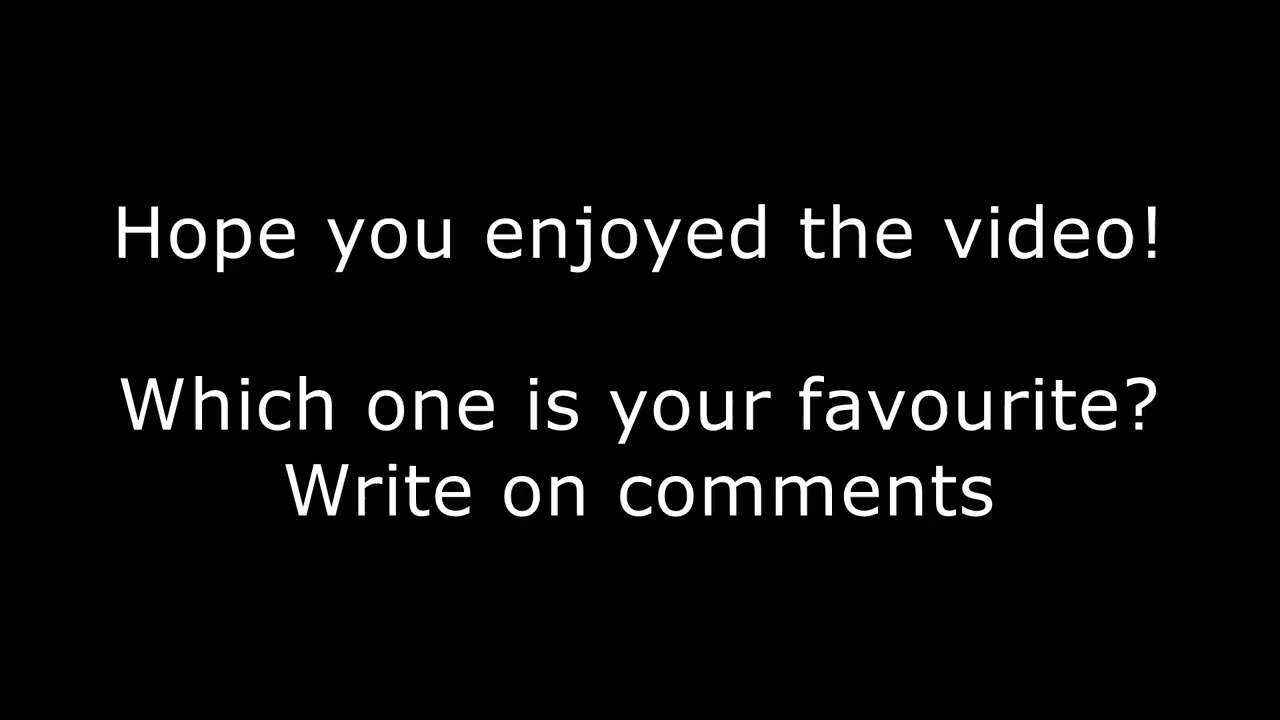 Hope you enjoyed the video!
Which one is your favourite?
Write on comments